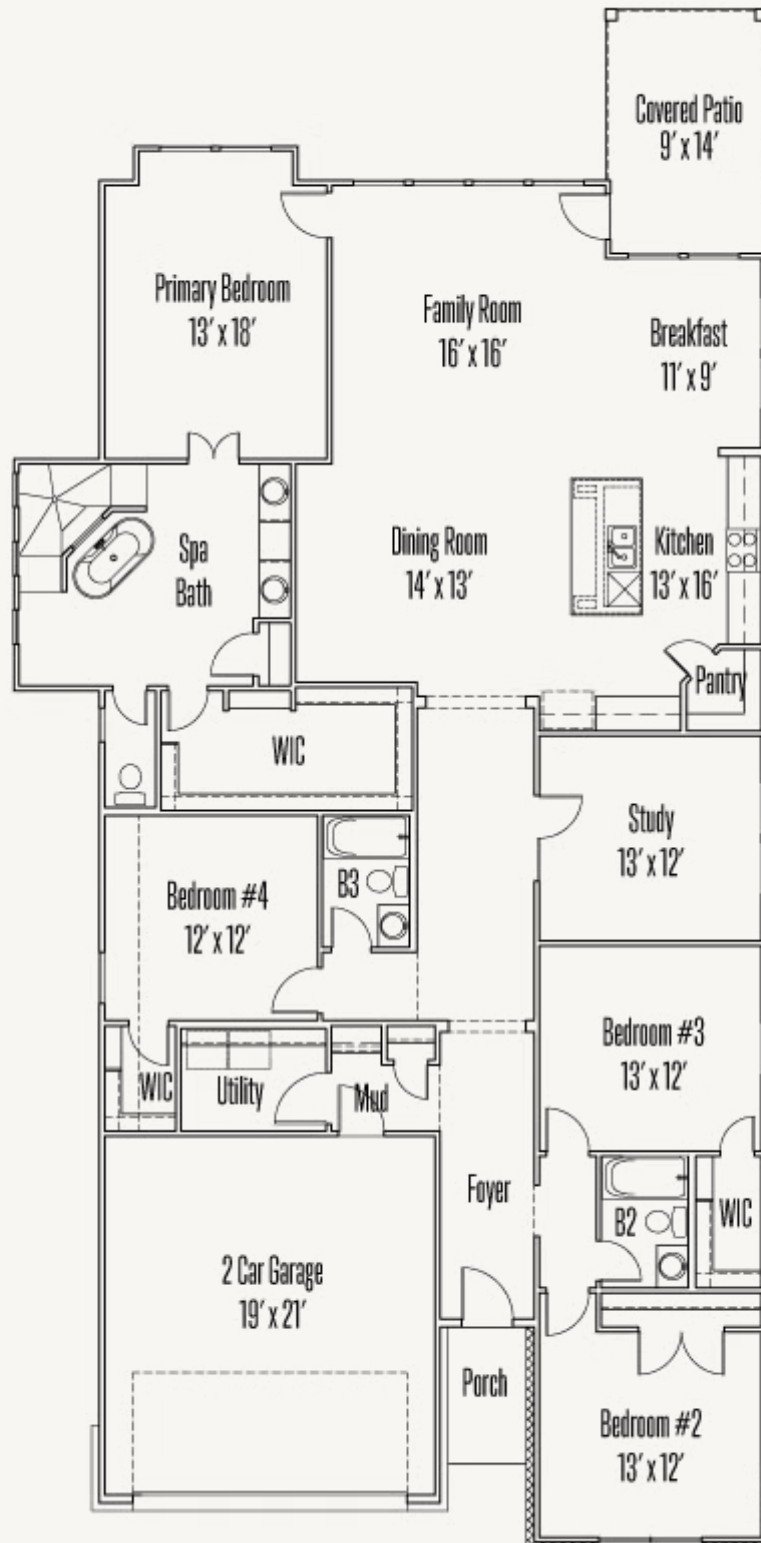 Covered Patio
9' x 14'
Primary Bedroom
13' x 18'
Family Room
16' x 16'
Breakfast
11' x 9'
Spa
Bath
Dining Room
14' x 13'
Kitchen
13' x 16'
Pantry
WIC
Study
13' x 12'
B3
Bedroom #4
12' x 12'
Bedroom #3
13' x 12'
WIC
Utility
Mud
Foyer
B2
WIC
2 Car Garage
19' x 21'
Porch
Bedroom #2
13' x 12'